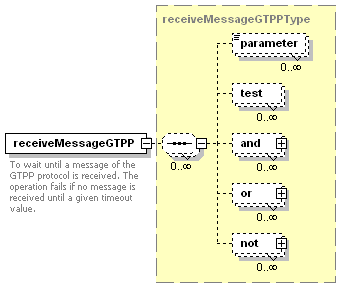 receiveMessageGTPPType
parameter
0..∞
test
0..∞
receiveMessageGTPP
0..∞
and
0..∞
To wait until a message of the
GTPP protocol is received. The
operation fails if no message is
received until a given timeout
value.
or
0..∞
not
0..∞